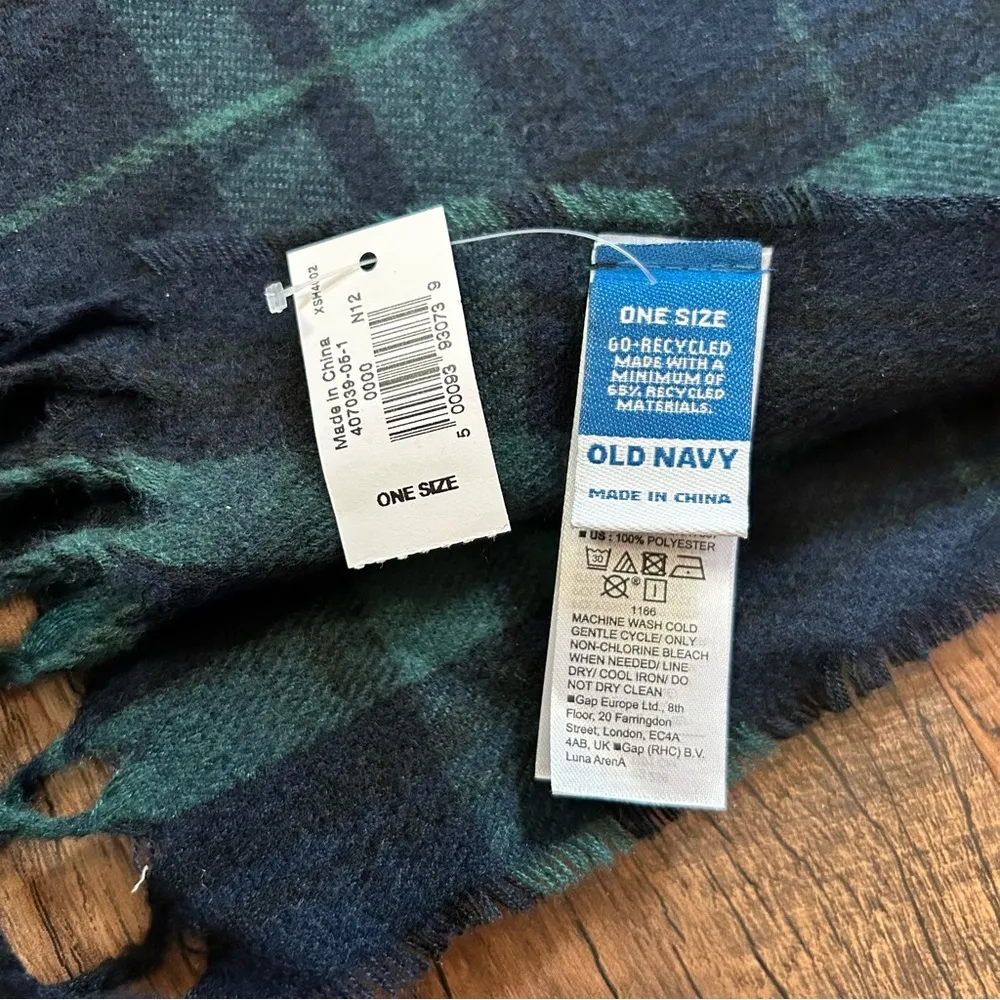 Made in China
407039-05-1
0000 N12
5 00093 93073 9
ONE SIZE
ONE SIZE
GO-RECYCLED
MADE WITH A
MINIMUM OF
55% RECYCLED
MATERIALS.
OLD NAVY
MADE IN CHINA
US : 100% POLYESTER
30
1166
MACHINE WASH COLD
GENTLE CYCLE/ ONLY
NON-CHLORINE BLEACH
WHEN NEEDED/ LINE
DRY/ COOL IRON/ DO
NOT DRY CLEAN
■Gap Europe Ltd., 8th
Floor, 20 Farringdon
Street, London, EC4A
4AB, UK ■Gap (RHC) B.V.
Luna ArenA